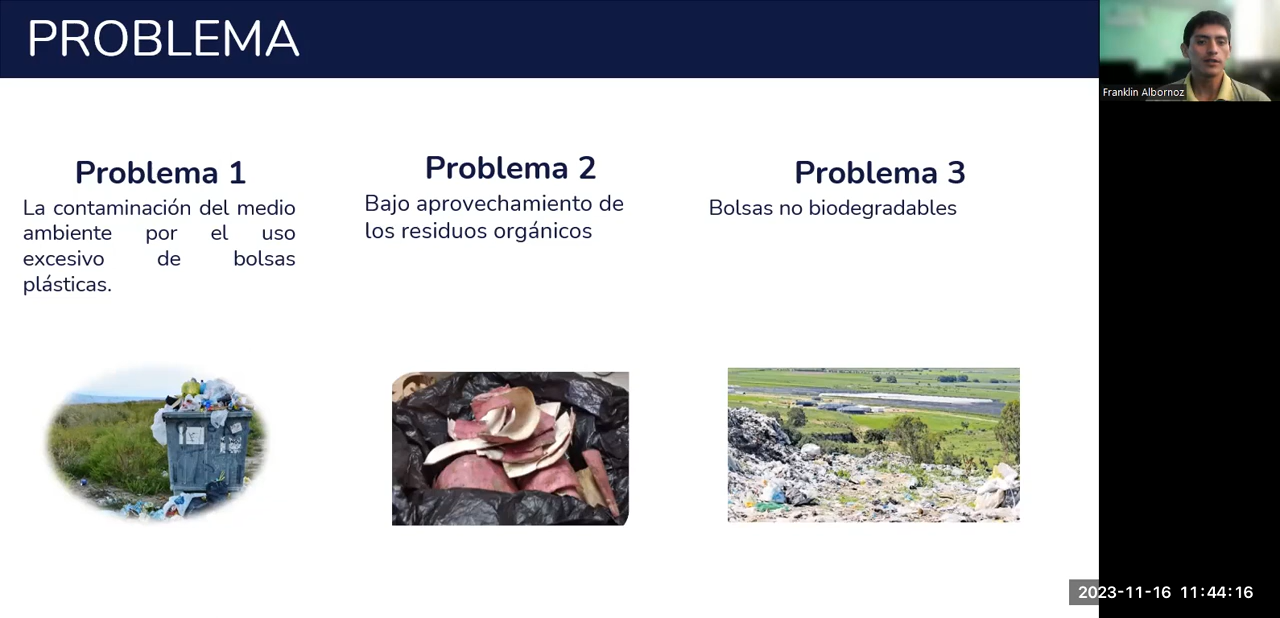 PROBLEMA
Problema 1
La contaminación del medio
ambiente por el uso
excesivo de bolsas
plásticas.
Problema 2
Bajo aprovechamiento de
los residuos orgánicos
Problema 3
Bolsas no biodegradables
Franklin Albornoz
2023-11-16 11:44:16